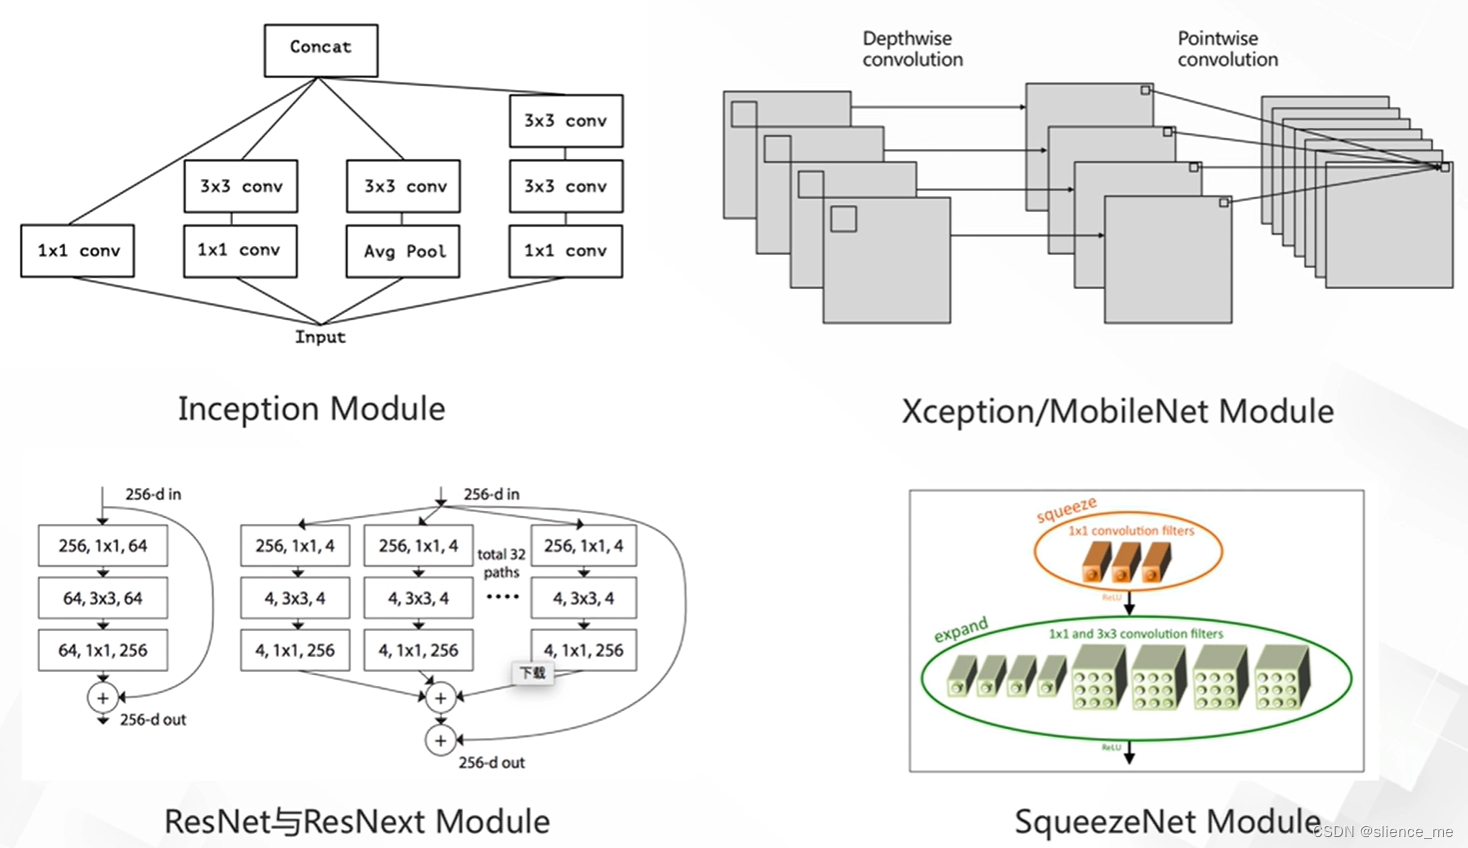 Concat
3x3 conv
3x3 conv
3x3 conv
3x3 conv
1x1 conv
1x1 conv
Avg Pool
1x1 conv
Input
Inception Module
Depthwise
convolution
Pointwise
convolution
Xception/MobileNet Module
256-d in
256, 1x1, 64
64, 3x3, 64
64, 1x1, 256
+
256-d out
256-d in
256, 1x1, 4
256, 1x1, 4
total 32
paths
....
256, 1x1, 4
4, 3x3, 4
4, 3x3, 4
4, 3x3, 4
4, 1x1, 256
4, 1x1, 256
4, 1x1, 256
下载
+
+
256-d out
ResNet与ResNext Module
squeeze
1x1 convolution filters
ReLU
expand
1x1 and 3x3 convolution filters
ReLU
SqueezeNet Module
CSDN @slience_me